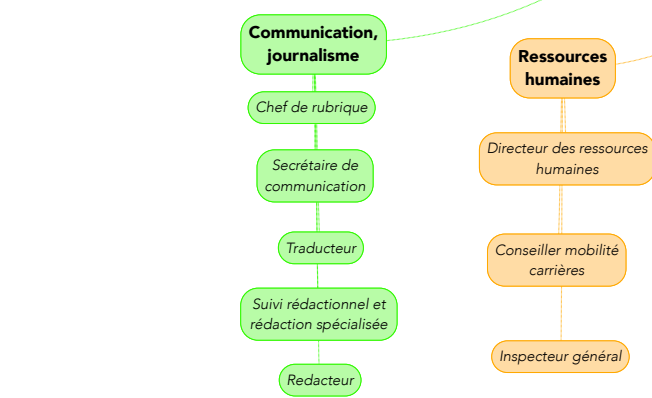 Communication,
journalisme
Chef de rubrique
Secrétaire de
communication
Traducteur
Suivi rédactionnel et
rédaction spécialisée
Redacteur
Ressources
humaines
Directeur des ressources
humaines
Conseiller mobilité
carrières
Inspecteur général